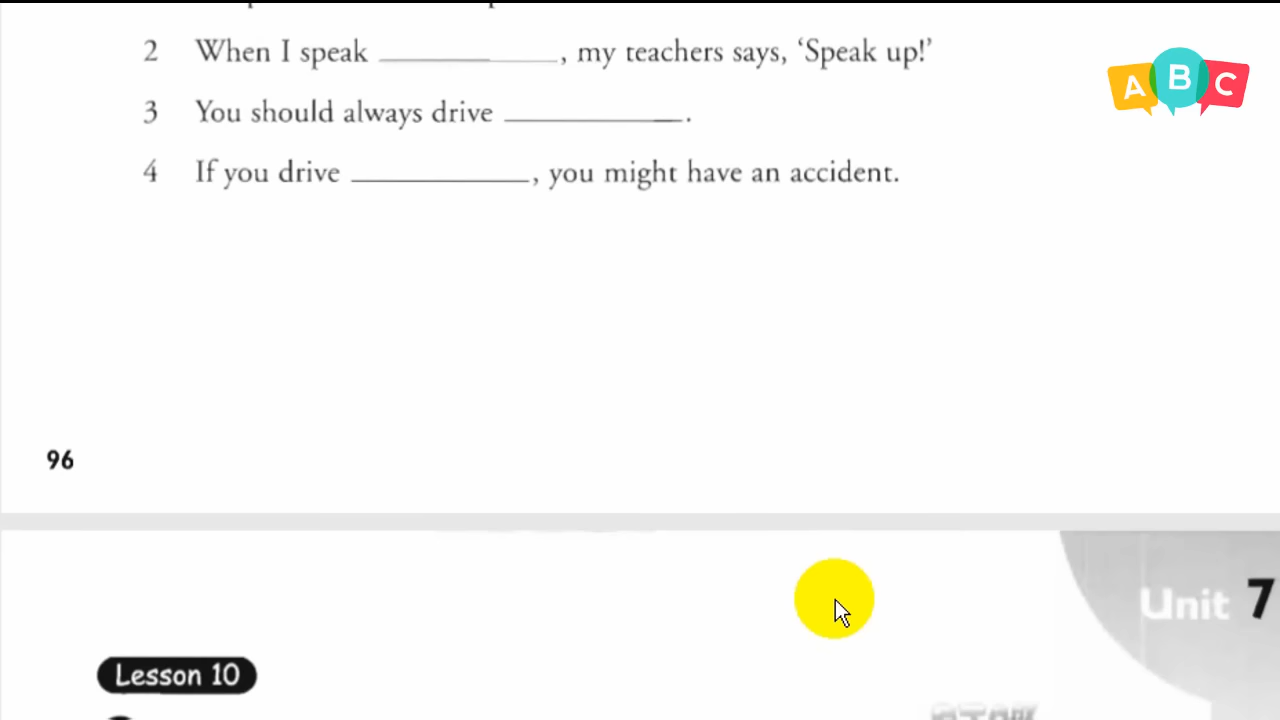 2 When I speak ____________, my teachers says, ‘Speak up!’
A B C
3 You should always drive ____________.
4 If you drive ____________, you might have an accident.
96
Unit 7
Lesson 10